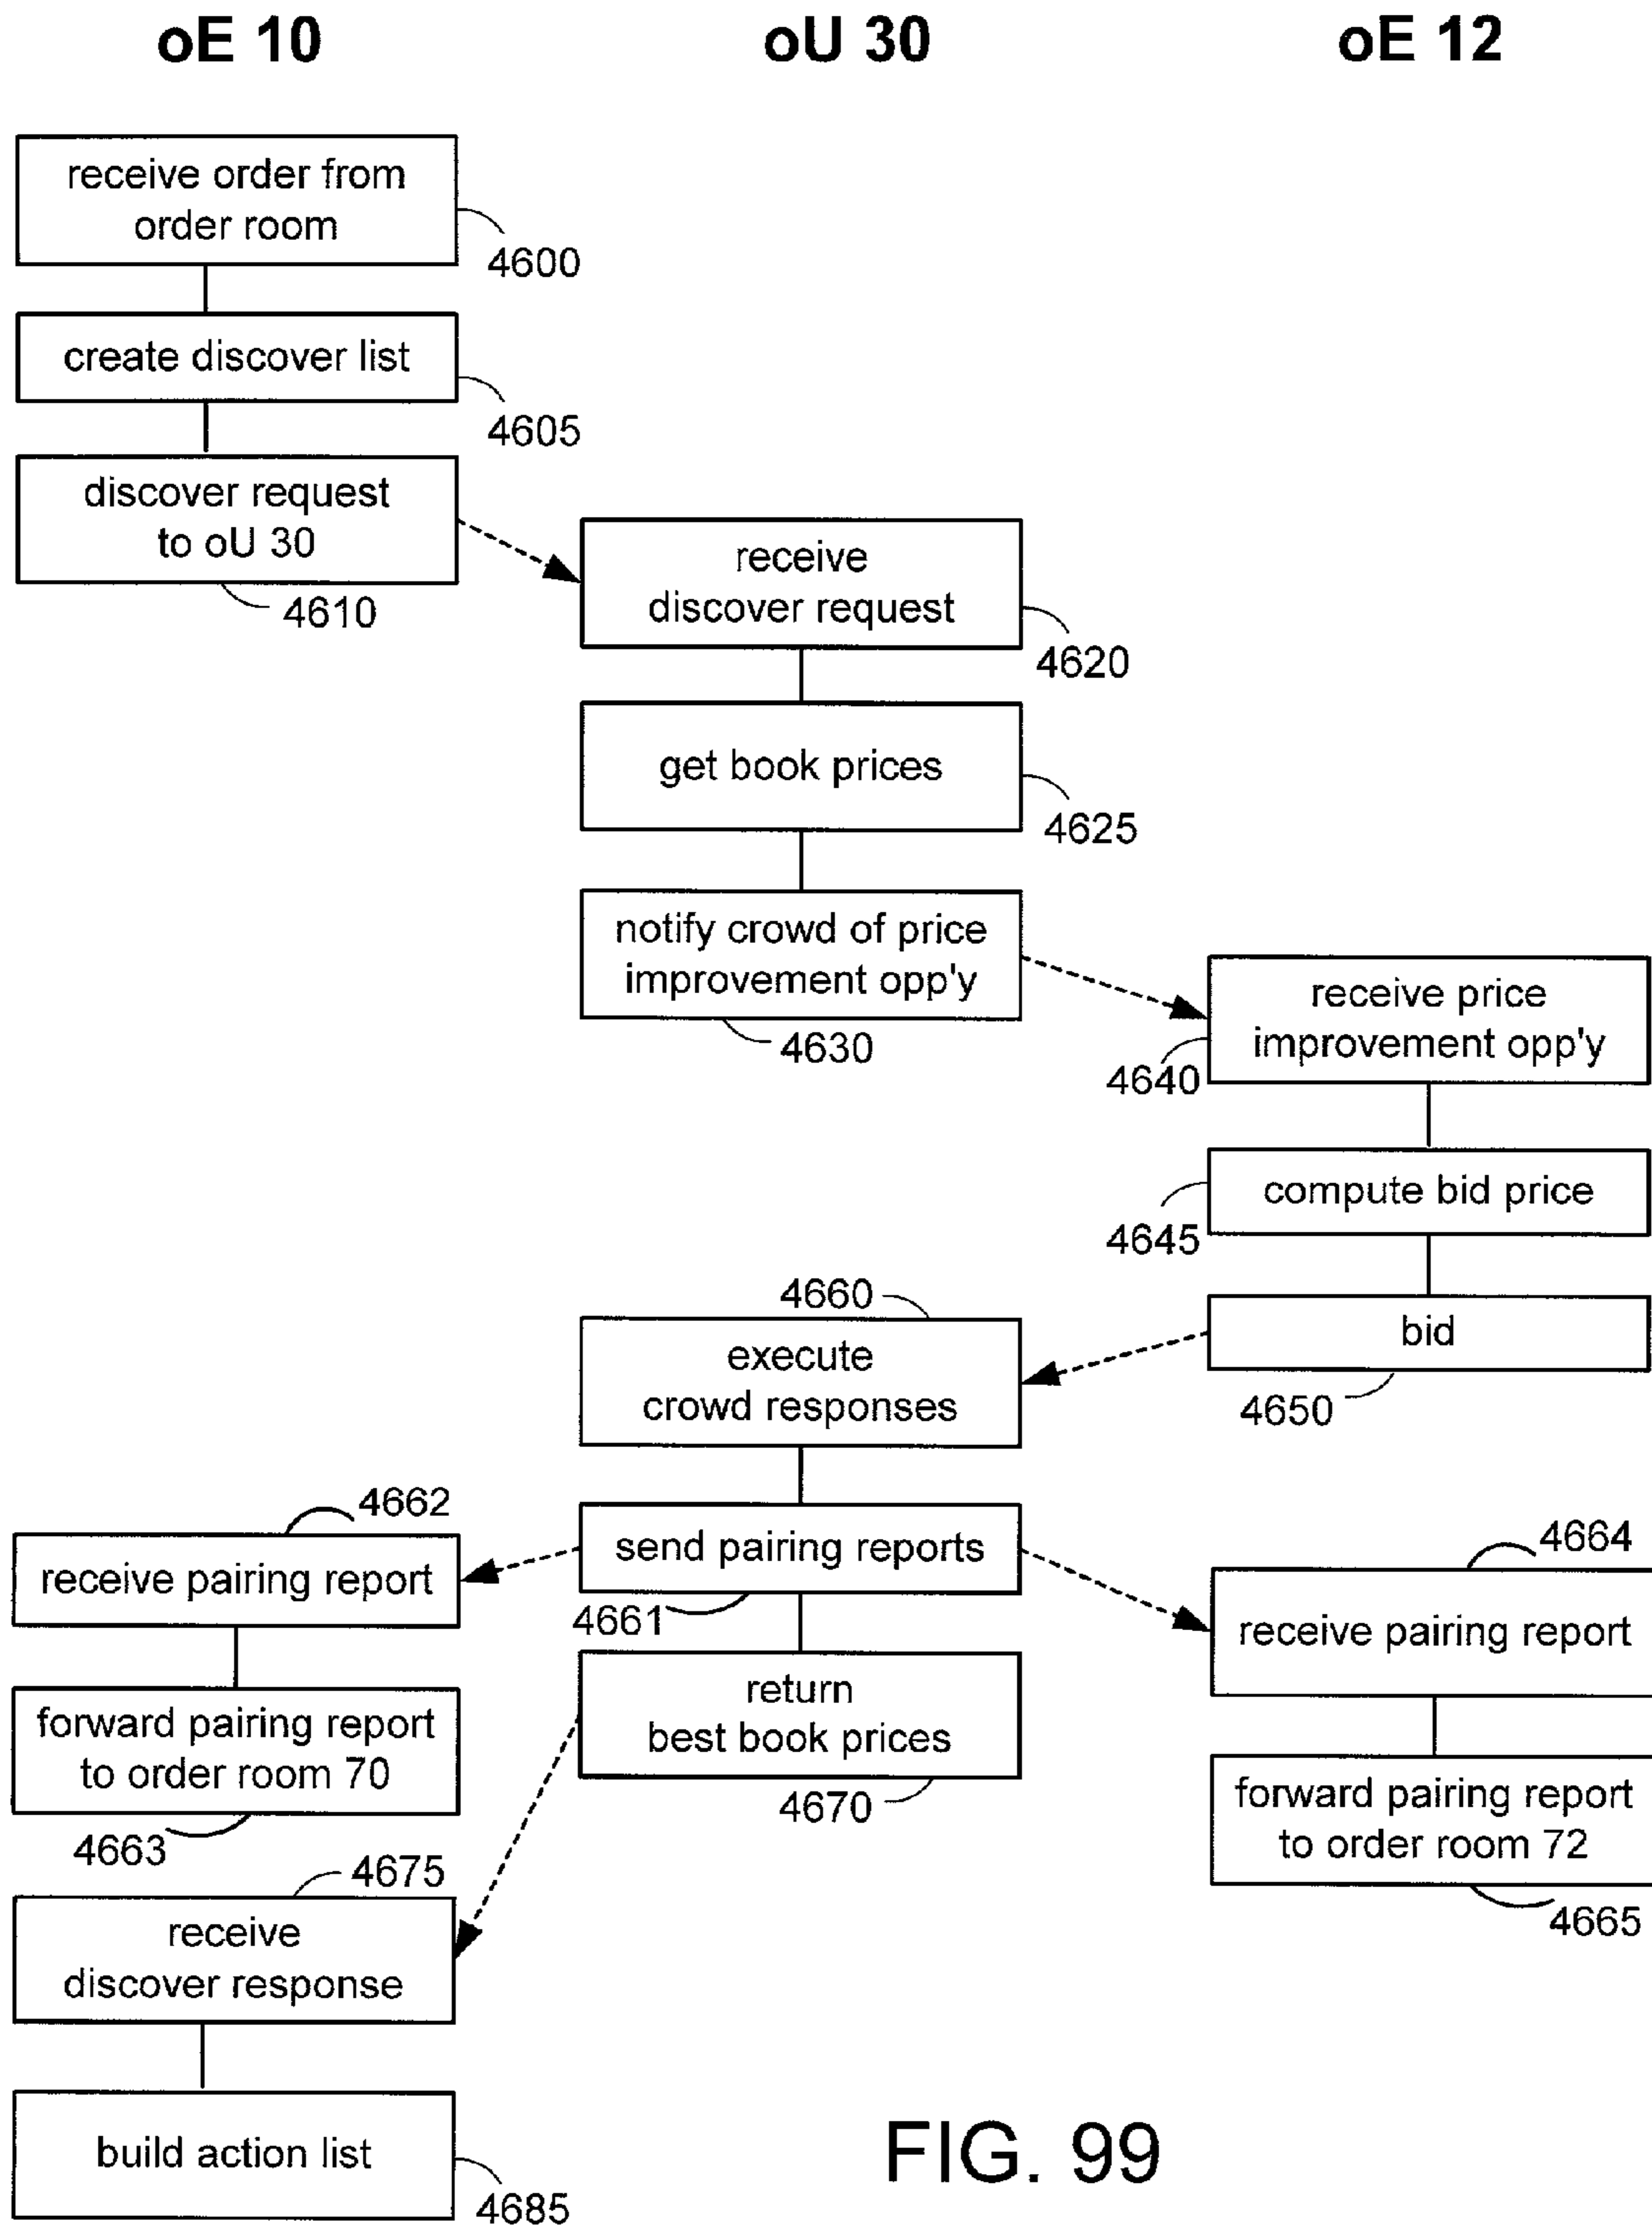 oE 10
oU 30
oE 12
receive order from
order room
4600
create discover list
4605
discover request
to oU 30
4610
receive
discover request
4620
get book prices
4625
notify crowd of price
improvement opp'y
4630
receive price
improvement opp'y
4640
compute bid price
4645
bid
4650
4660
execute
crowd responses
send pairing reports
4661
4662
receive pairing report
forward pairing report
to order room 70
4663
4664
receive pairing report
forward pairing report
to order room 72
4665
return
best book prices
4670
4675
receive
discover response
build action list
4685
FIG. 99